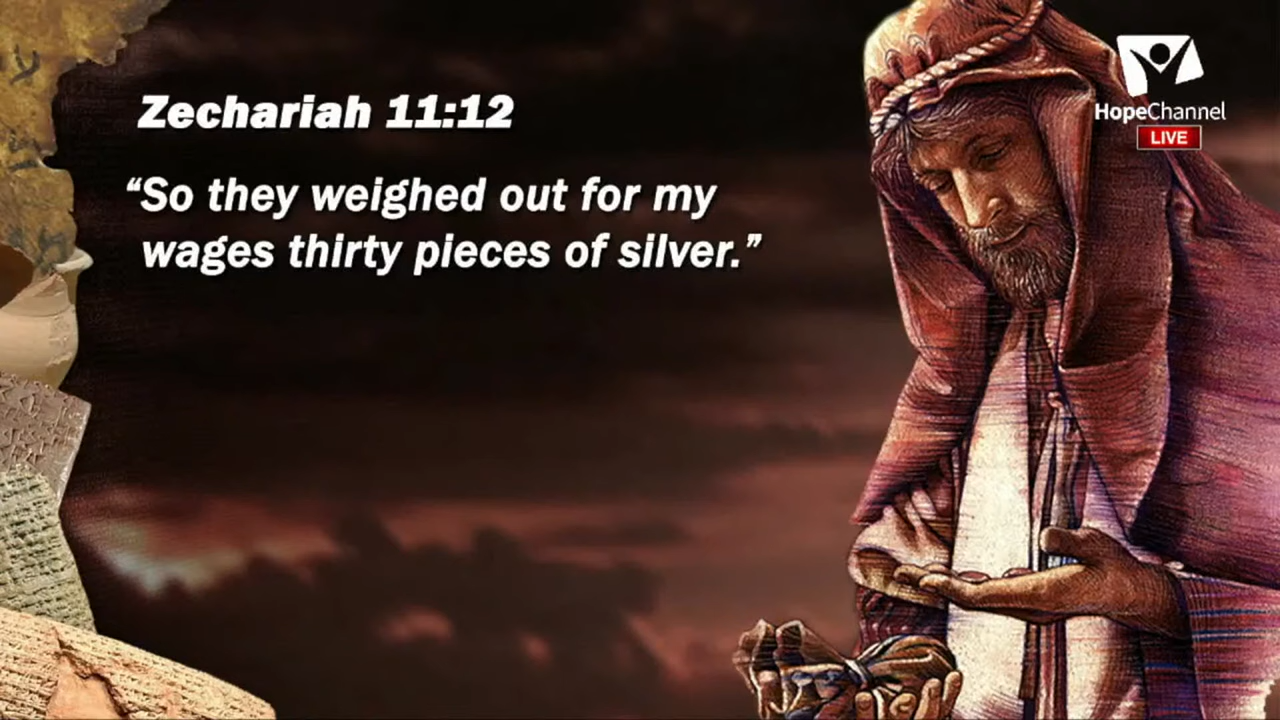 Zechariah 11:12
“So they weighed out for my
wages thirty pieces of silver.”
HopeChannel
LIVE